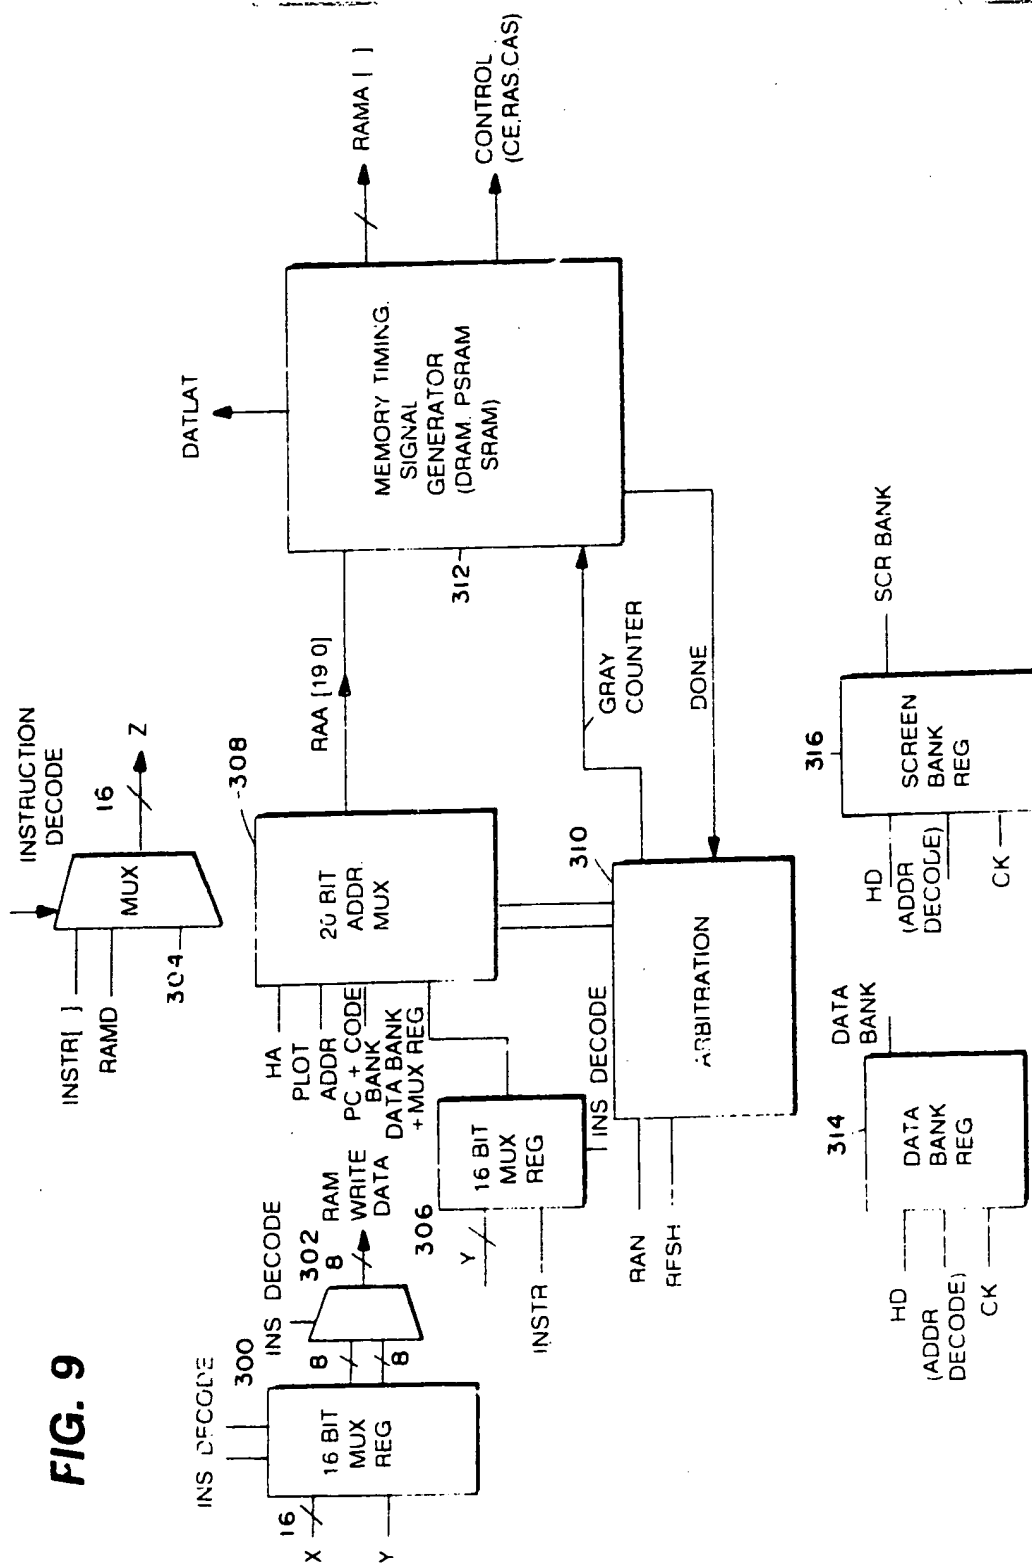 FIG. 9
INS DECODE
300
16
X
Y
16 BIT
MUX
REG
8
8
INS DECODE
302
8
RAM
WRITE
DATA
INSTRUCTION
DECODE
INSTR[ ]
RAMD
304
MUX
16
Z
306
Y
INSTR
16 BIT
MUX
REG
INS DECODE
HA
PLOT
ADDR
PC + CODE
BANK
DATA BANK
+ MUX REG
308
20 BIT
ADDR.
MUX
RAA [19 0]
RAN
RFSH
310
ARBITRATION
GRAY
COUNTER
DONE
312
MEMORY TIMING.
SIGNAL
GENERATOR
(DRAM. PSRAM
SRAM)
DATLAT
RAMA [ ]
CONTROL
(CE,RAS.CAS)
HD
(ADDR
DECODE)
CK
314
DATA
BANK
REG
DATA
BANK
HD
(ADDR
DECODE)
CK
316
SCREEN
BANK
REG
SCR BANK